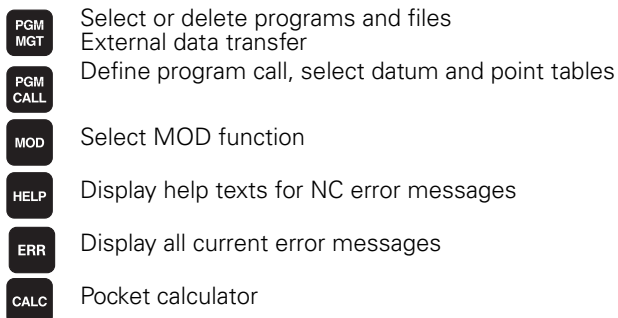 PGM
MGT
Select or delete programs and files
External data transfer
PGM
CALL
Define program call, select datum and point tables
MOD
Select MOD function
HELP
Display help texts for NC error messages
ERR
Display all current error messages
CALC
Pocket calculator